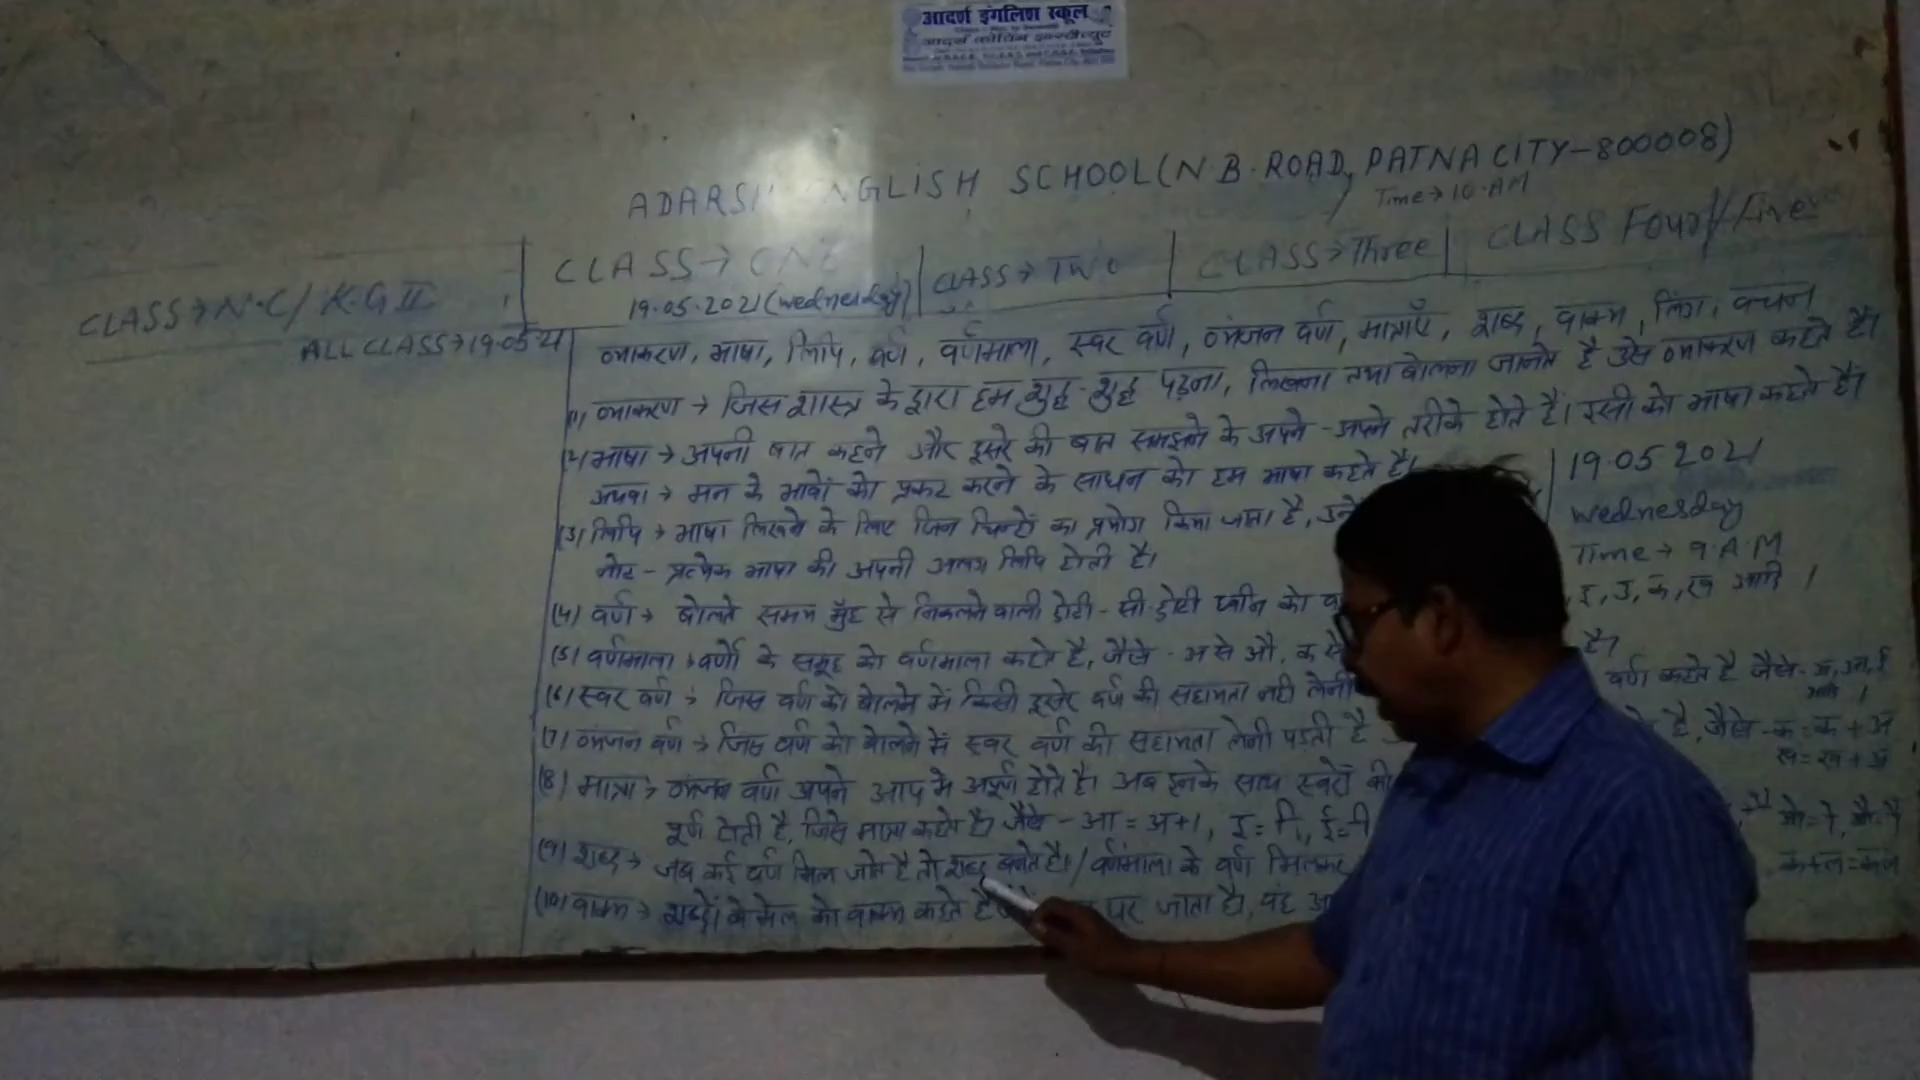 आदर्श इंगलिश स्कूल
आदर्श कोचिंग इन्स्टीच्यूट
ADARSH ENGLISH SCHOOL (N.B. ROAD, PATNA CITY-800008)
Time → 10.AM
CLASS → N.C/ K.G II
CLASS → ONE
CLASS → TWO
CLASS → Three
CLASS Four/Five
19.05.2021(wednesday)
ALL CLASS → 19.05.21
व्याकरण, भाषा, लिपि, वर्ण, वर्णमाला, स्वर वर्ण, व्यंजन वर्ण, मात्राएँ, शब्द, वाक्य, लिंग, वचन
(1) व्याकरण → जिस शास्त्र के द्वारा हम शुद्ध-शुद्ध पढ़ना, लिखना तथा बोलना जानते है उसे व्याकरण कहते है।
(2) भाषा → अपनी बात कहने और दूसरे की बात समझने के अपने-अपने तरीके होते है। इसी को भाषा कहते है।
अथवा → मन के भावों को प्रकट करने के साधन को हम भाषा कहते है।
19.05.2021
wednesday
Time → 9.A.M
(3) लिपि → भाषा लिखने के लिए जिन चिन्हों का प्रयोग किया जाता है, उन्हें
नोट - प्रत्येक भाषा की अपनी अलग लिपि होती है।
(4) वर्ण → बोलते समय मुँह से निकलने वाली छोटी-सी-छोटी ध्वनि को व इ, उ, क, ख आदि ।
(5) वर्णमाला → वर्णों के समूह को वर्णमाला कहते है, जैसे - अ से औ, क से है।
(6) स्वर वर्ण → जिस वर्ण को बोलने में किसी दूसरे वर्ण की सहायता नही लेनी वर्ण कहते है जैसे- अ, आ, ई
आदि ।
(7) व्यंजन वर्ण → जिस वर्ण को बोलने में स्वर वर्ण की सहायता लेनी पड़ती है है, जैसे - क = क् + अ
ख = ख् + अ
(8) मात्रा → व्यंजन वर्ण अपने आप मे अपूर्ण होते है। अब इनके साथ स्वरों की
पूर्ण होती है, जिसे मात्रा कहते है। जैसे - आ = अ+ा, इ = ि, ई = ी ओ = ो, औ = ौ
(9) शब्द → जब कई वर्ण मिल जाते है तो शब्द बनते है। / वर्णमाला के वर्ण मिलकर क+ल=कल
(10) वाक्य → शब्दों के मेल को वाक्य कहते है पर जाता है। वह